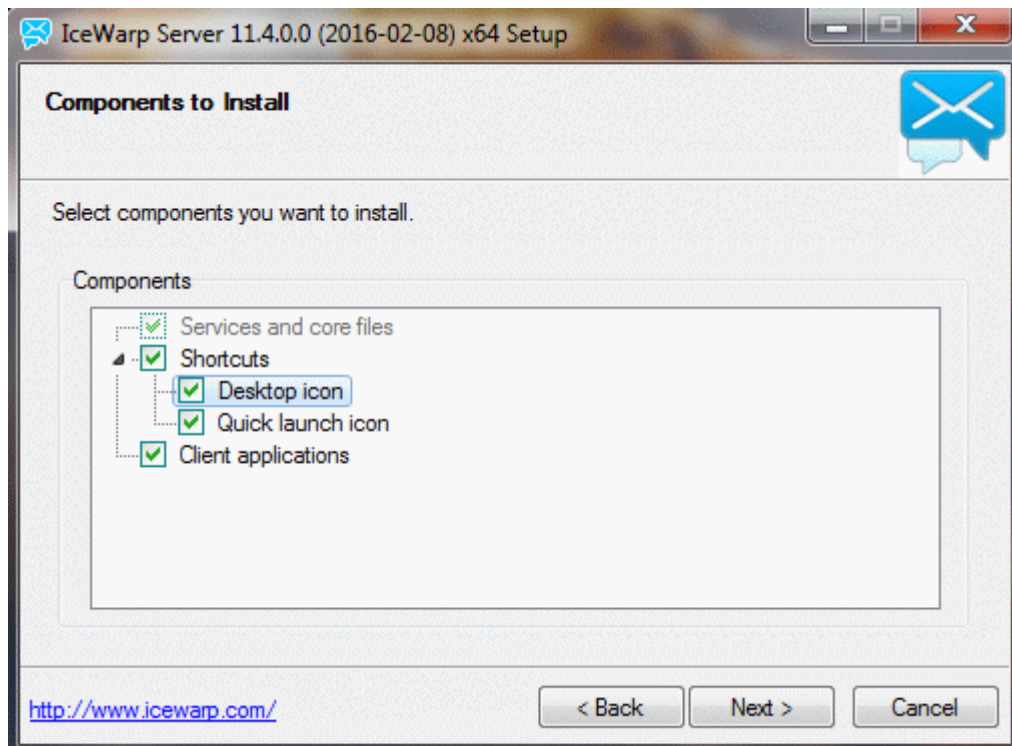 IceWarp Server 11.4.0.0 (2016-02-08) x64 Setup
Components to Install
Select components you want to install.
Components
Services and core files
Shortcuts
Desktop icon
Quick launch icon
Client applications
http://www.icewarp.com/
< Back
Next >
Cancel